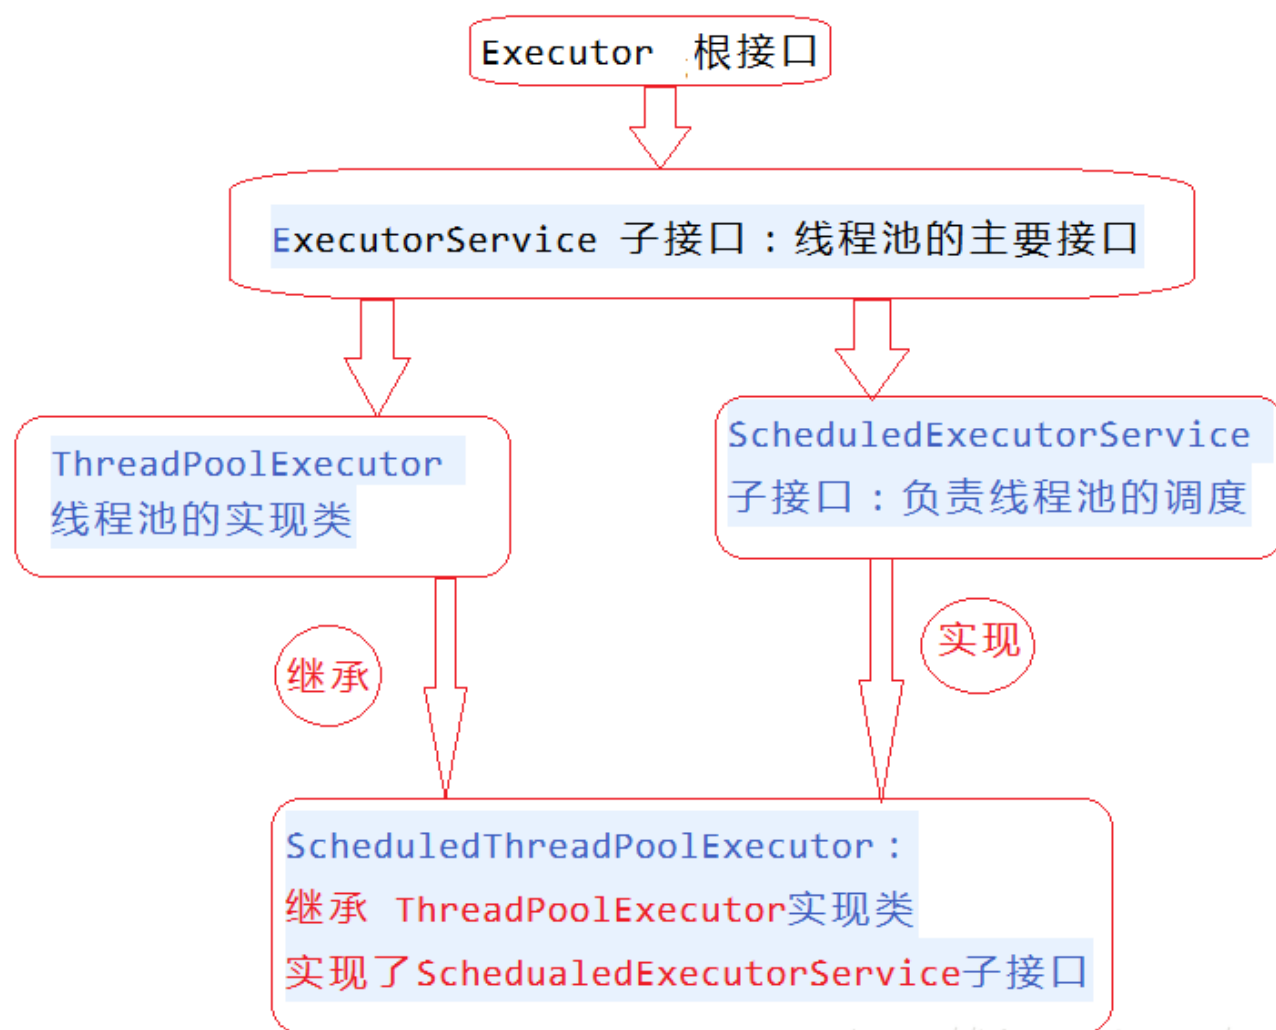 Executor 根接口
ExecutorService 子接口：线程池的主要接口
ThreadPoolExecutor
线程池的实现类
ScheduledExecutorService
子接口：负责线程池的调度
继承
实现
ScheduledThreadPoolExecutor：
继承 ThreadPoolExecutor实现类
实现了SchedualedExecutorService子接口